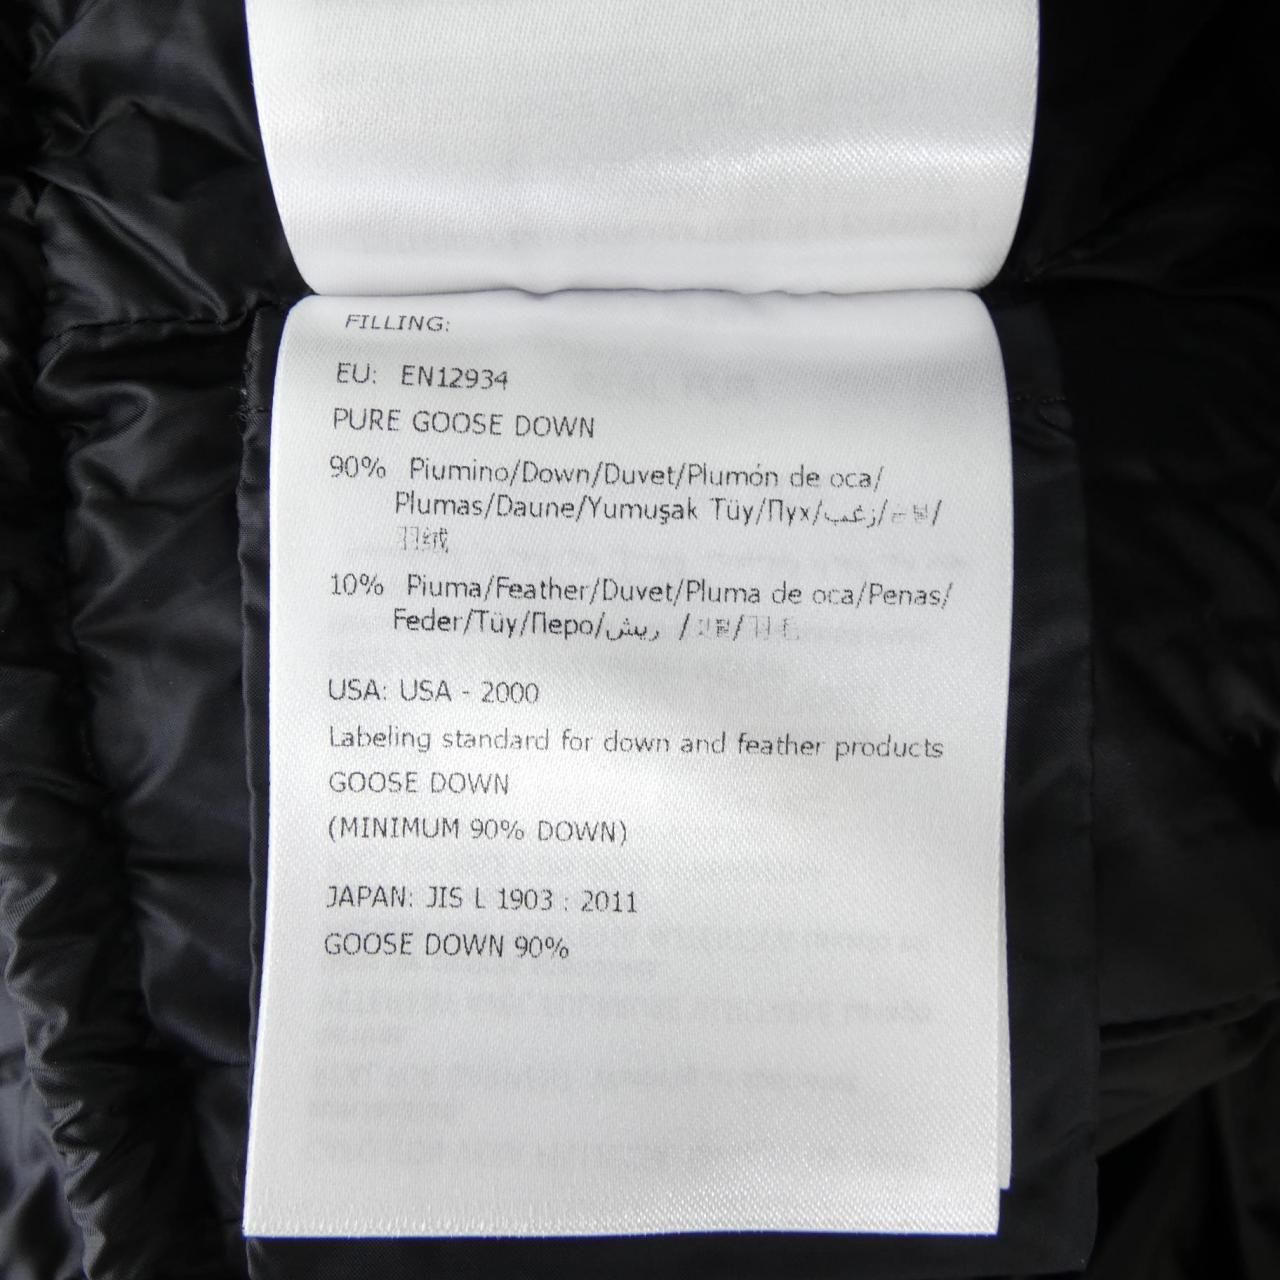 FILLING:
EU: EN12934
PURE GOOSE DOWN
90% Piumino/Down/Duvet/Plumón de oca/
Plumas/Daune/Yumuşak Tüy/Пух/زغب/
10% Piuma/Feather/Duvet/Pluma de oca/Penas/
Feder/Tüy/Перо/ريش /
USA: USA - 2000
Labeling standard for down and feather products
GOOSE DOWN
(MINIMUM 90% DOWN)
JAPAN: JIS L 1903 : 2011
GOOSE DOWN 90%